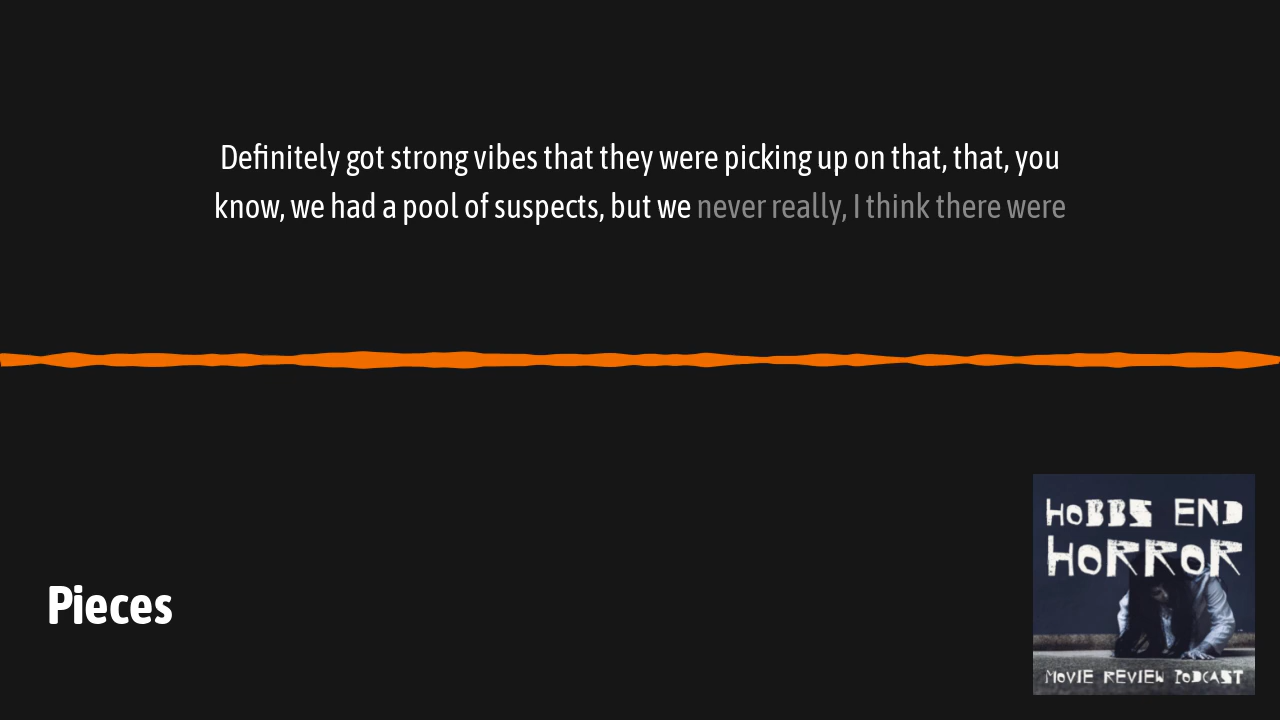 Definitely got strong vibes that they were picking up on that, that, you
know, we had a pool of suspects, but we never really, I think there were
HOBBS END
HORROR
Pieces
MOVIE REVIEW PODCAST